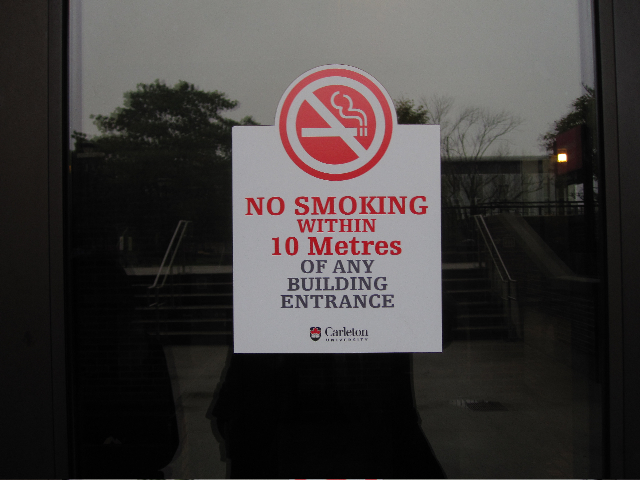 NO SMOKING
WITHIN
10 Metres
OF ANY
BUILDING
ENTRANCE
Carleton
UNIVERSITY